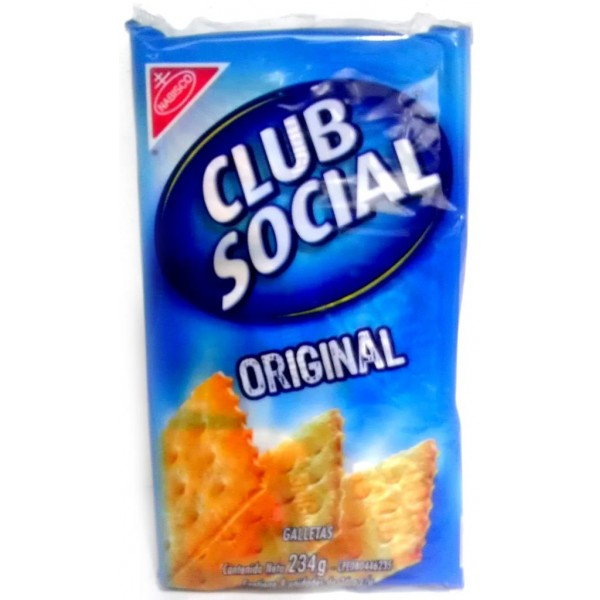 NABISCO
CLUB
SOCIAL
ORIGINAL
GALLETAS
Contenido Neto 234g